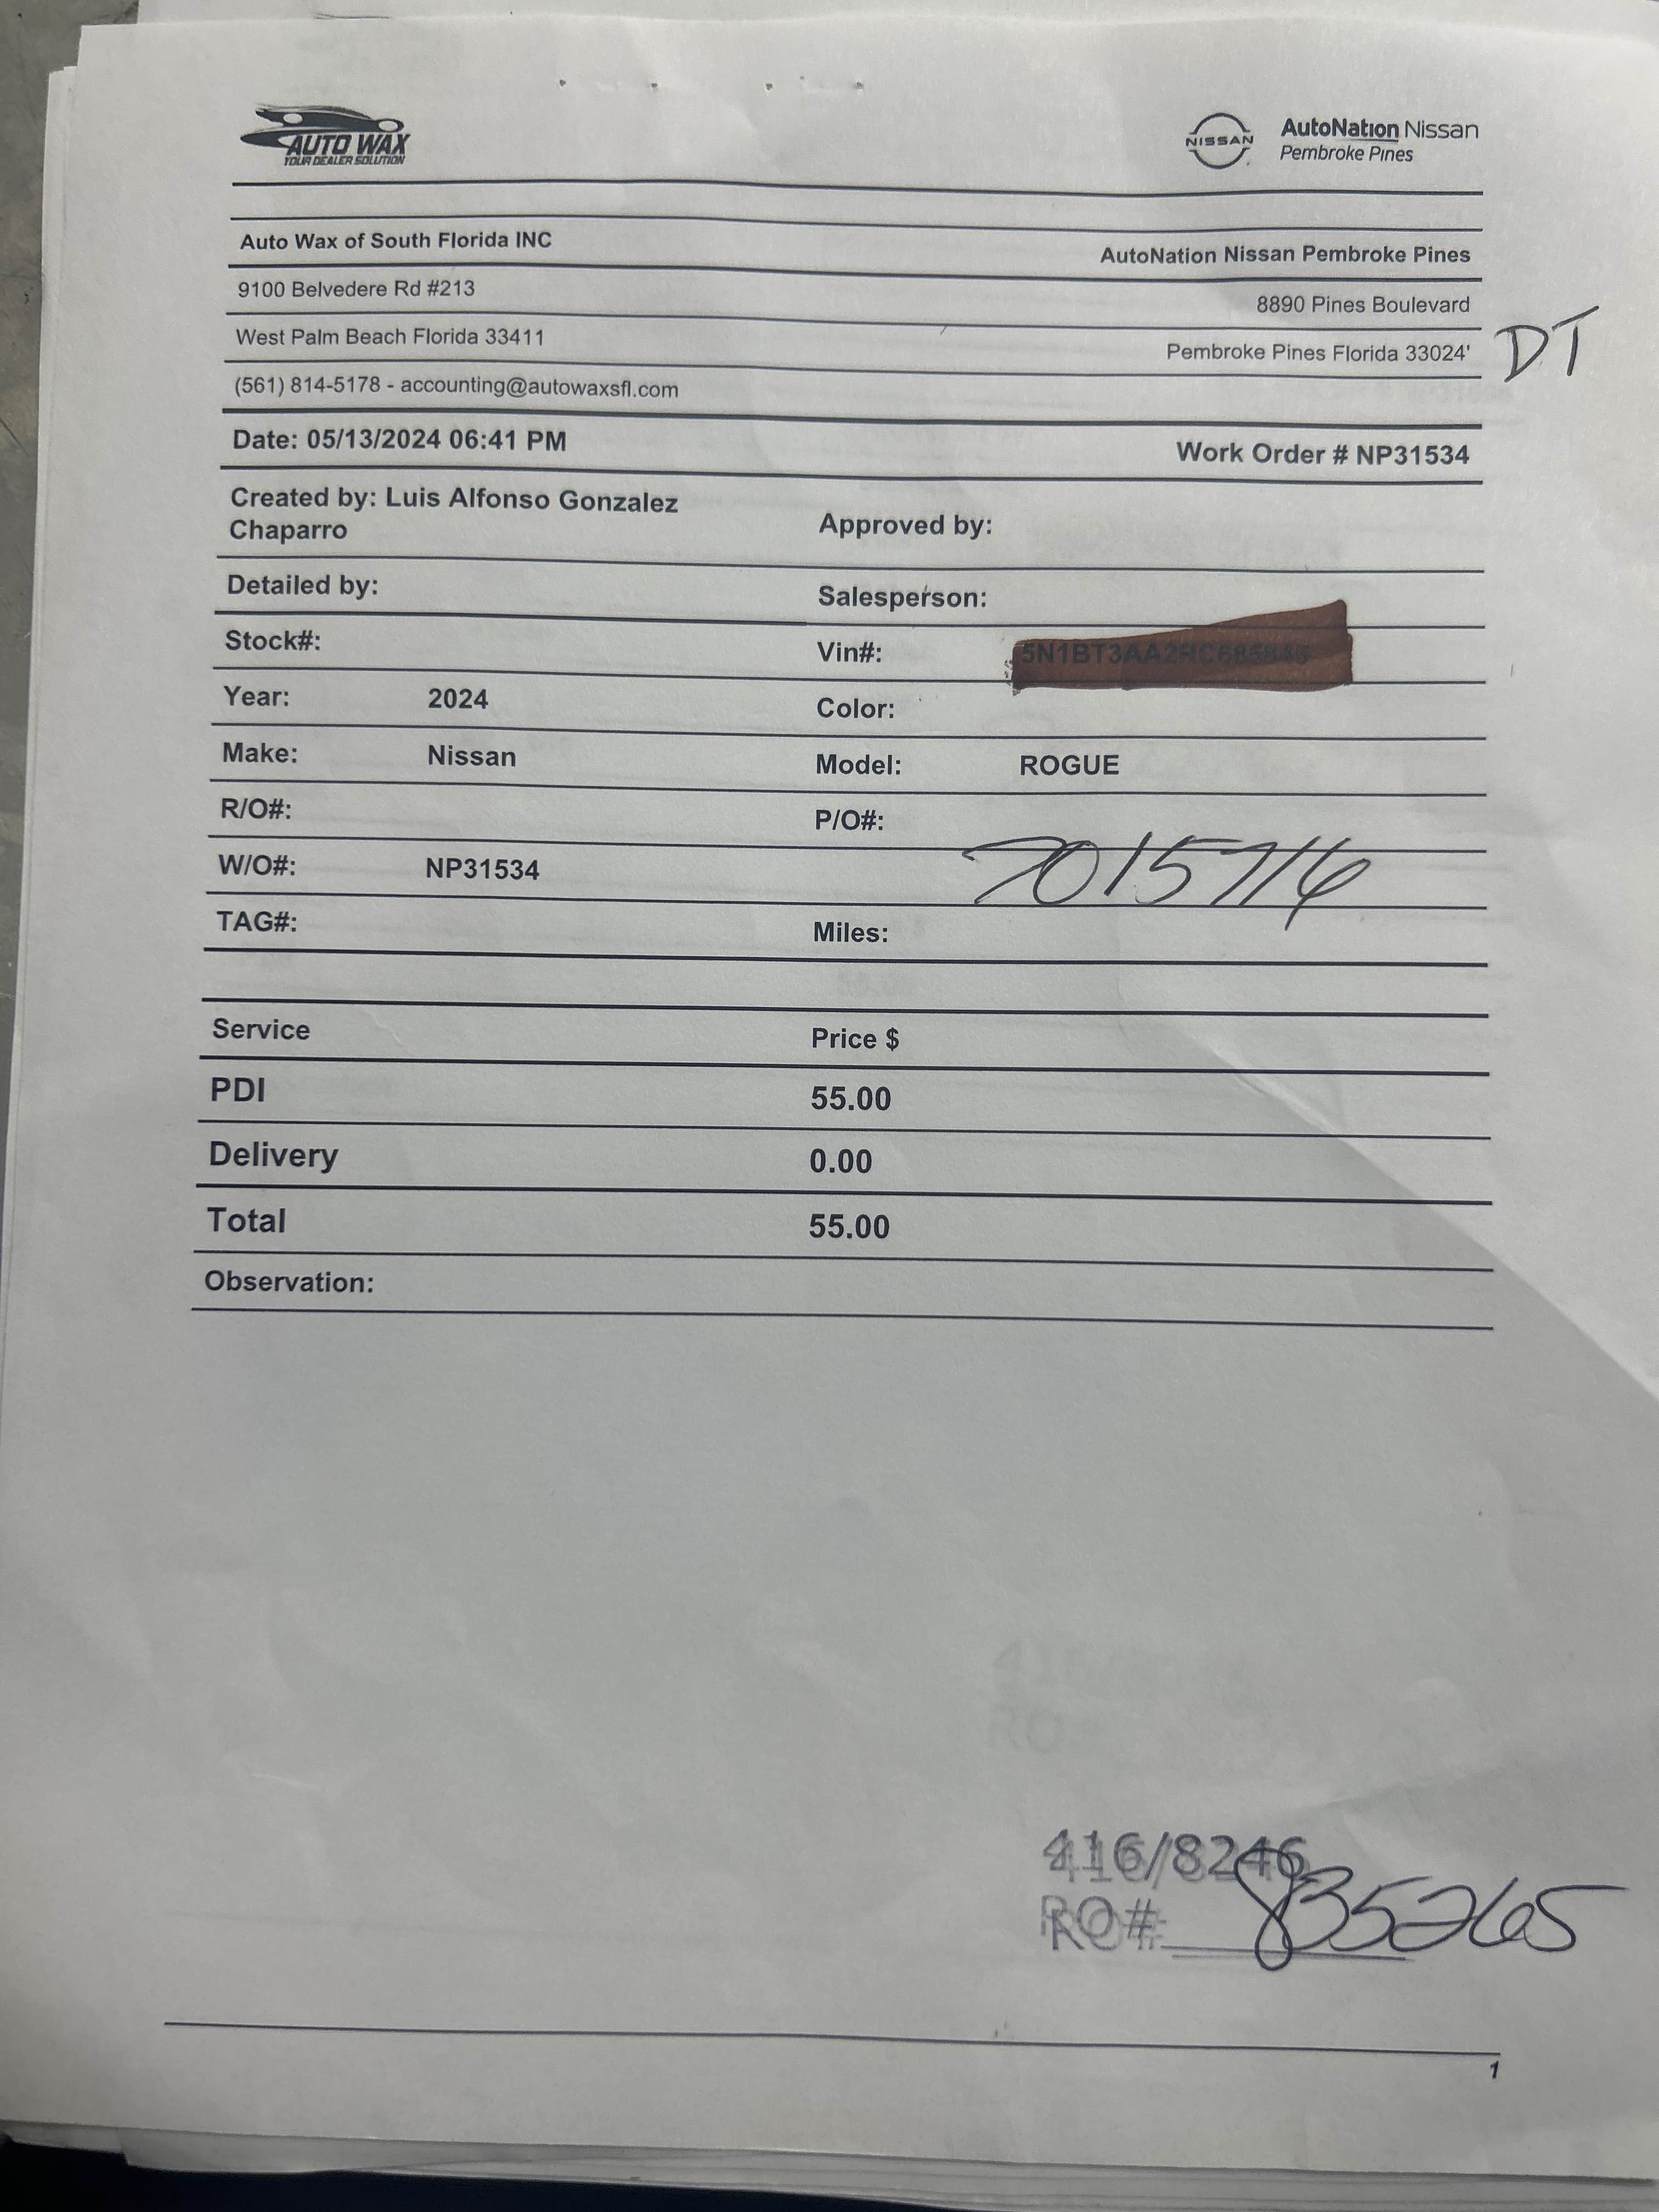 AUTO WAX
YOUR DEALER SOLUTION
NISSAN
AutoNation Nissan
Pembroke Pines
Auto Wax of South Florida INC
AutoNation Nissan Pembroke Pines
9100 Belvedere Rd #213
8890 Pines Boulevard
West Palm Beach Florida 33411
Pembroke Pines Florida 33024'
DT
(561) 814-5178 - accounting@autowaxsfl.com
Date: 05/13/2024 06:41 PM
Work Order # NP31534
Created by: Luis Alfonso Gonzalez
Chaparro
Approved by:
Detailed by:
Salesperson:
Stock#:
Vin#:
Year: 2024
Color:
Make: Nissan
Model: ROGUE
R/O#:
P/O#:
7015716
W/O#: NP31534
TAG#:
Miles:
Service Price $
PDI 55.00
Delivery 0.00
Total 55.00
Observation:
416/8246
RO# 835265
1